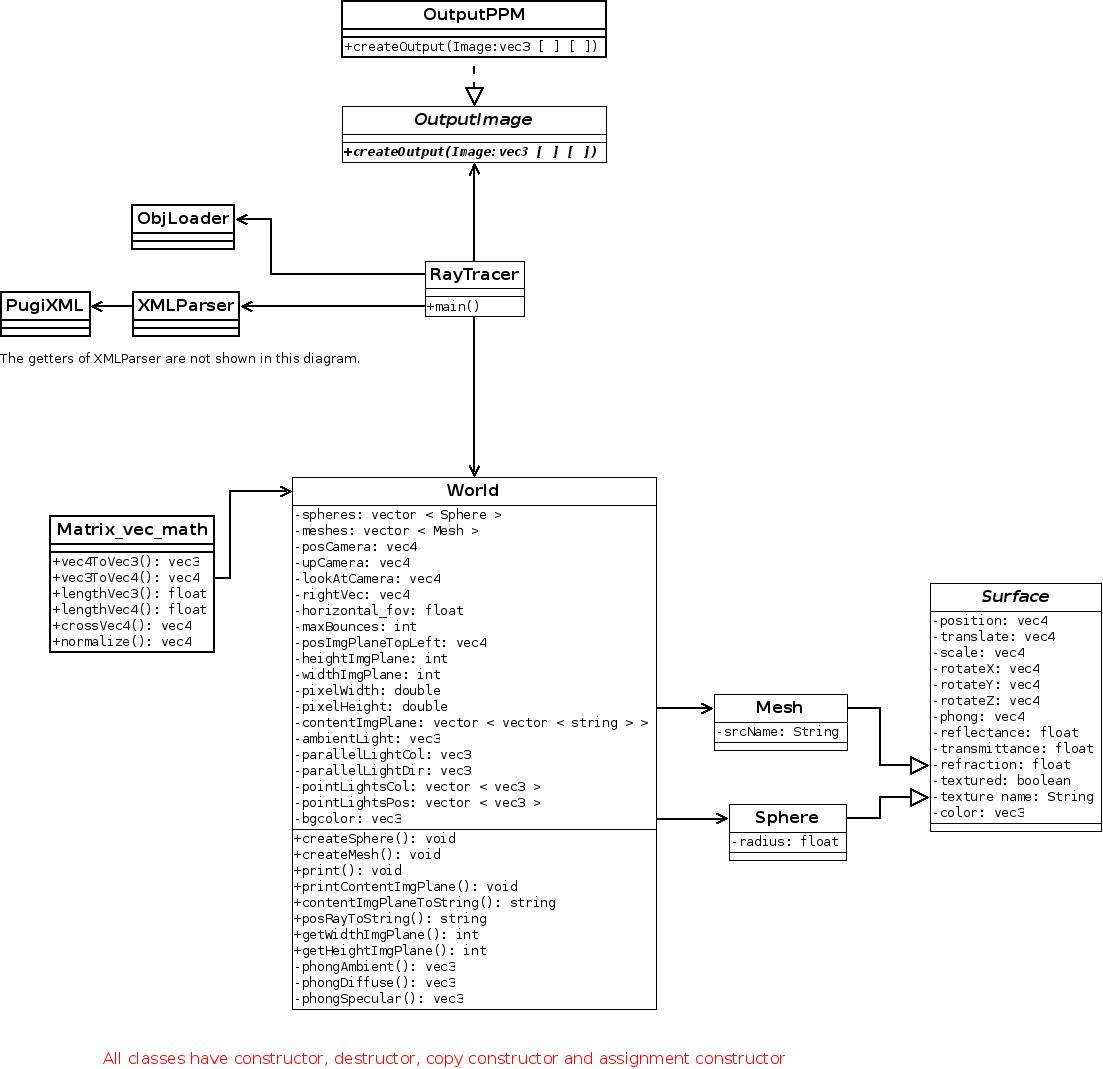 OutputPPM
+createOutput(Image:vec3 [ ] [ ])
OutputImage
+createOutput(Image:vec3 [ ] [ ])
ObjLoader
RayTracer
+main()
PugiXML
XMLParser
The getters of XMLParser are not shown in this diagram.
World
-spheres: vector < Sphere >
-meshes: vector < Mesh >
-posCamera: vec4
-upCamera: vec4
-lookAtCamera: vec4
-rightVec: vec4
-horizontal_fov: float
-maxBounces: int
-posImgPlaneTopLeft: vec4
-heightImgPlane: int
-widthImgPlane: int
-pixelWidth: double
-pixelHeight: double
-contentImgPlane: vector < vector < string > >
-ambientLight: vec3
-parallelLightCol: vec3
-parallelLightDir: vec3
-pointLightsCol: vector < vec3 >
-pointLightsPos: vector < vec3 >
-bgcolor: vec3
+createSphere(): void
+createMesh(): void
+print(): void
+printContentImgPlane(): void
+contentImgPlaneToString(): string
+posRayToString(): string
+getWidthImgPlane(): int
+getHeightImgPlane(): int
-phongAmbient(): vec3
-phongDiffuse(): vec3
-phongSpecular(): vec3
Matrix_vec_math
+vec4ToVec3(): vec3
+vec3ToVec4(): vec4
+lengthVec3(): float
+lengthVec4(): float
+crossVec4(): vec4
+normalize(): vec4
Mesh
-srcName: String
Sphere
-radius: float
Surface
-position: vec4
-translate: vec4
-scale: vec4
-rotateX: vec4
-rotateY: vec4
-rotateZ: vec4
-phong: vec4
-reflectance: float
-transmittance: float
-refraction: float
-textured: boolean
-texture name: String
-color: vec3
All classes have constructor, destructor, copy constructor and assignment constructor